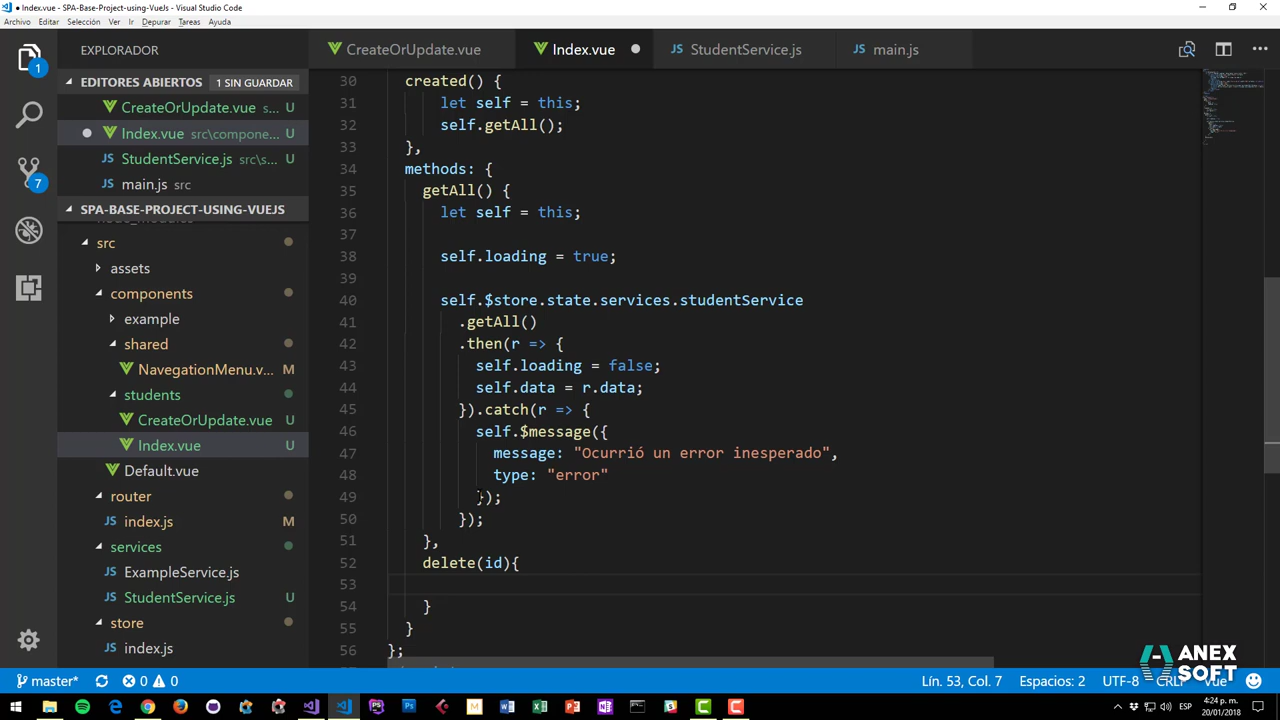 Index.vue - SPA-Base-Project-using-VueJs - Visual Studio Code
Archivo Editar Selección Ver Ir Depurar Tareas Ayuda
EXPLORADOR
CreateOrUpdate.vue Index.vue StudentService.js main.js
EDITORES ABIERTOS 1 SIN GUARDAR
CreateOrUpdate.vue s... U
Index.vue src\compone... U
StudentService.js src\s... U
main.js src
SPA-BASE-PROJECT-USING-VUEJS
src
assets
components
example
shared
NavegationMenu.v... M
students
CreateOrUpdate.vue U
Index.vue U
Default.vue
router
index.js M
services
ExampleService.js
StudentService.js U
store
index.js
1
7
30 created() {
31 let self = this;
32 self.getAll();
33 },
34 methods: {
35 getAll() {
36 let self = this;
37
38 self.loading = true;
39
40 self.$store.state.services.studentService
41 .getAll()
42 .then(r => {
43 self.loading = false;
44 self.data = r.data;
45 }).catch(r => {
46 self.$message({
47 message: "Ocurrió un error inesperado",
48 type: "error"
49 });
50 });
51 },
52 delete(id){
53
54 }
55 }
56 };
ANEX
SOFT
master* 0 0 Lín. 53, Col. 7 Espacios: 2 UTF-8 CRLF Vue
ESP 4:24 p.m.
20/01/2018